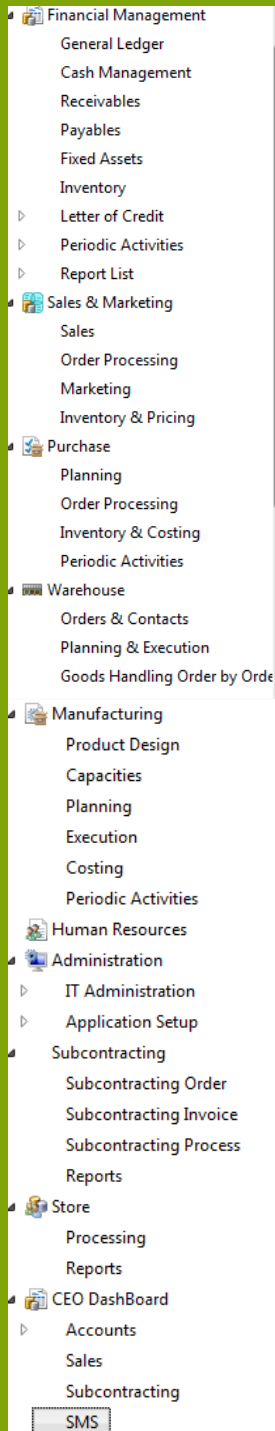 Financial Management
General Ledger
Cash Management
Receivables
Payables
Fixed Assets
Inventory
Letter of Credit
Periodic Activities
Report List
Sales & Marketing
Sales
Order Processing
Marketing
Inventory & Pricing
Purchase
Planning
Order Processing
Inventory & Costing
Periodic Activities
Warehouse
Orders & Contacts
Planning & Execution
Goods Handling Order by Orde
Manufacturing
Product Design
Capacities
Planning
Execution
Costing
Periodic Activities
Human Resources
Administration
IT Administration
Application Setup
Subcontracting
Subcontracting Order
Subcontracting Invoice
Subcontracting Process
Reports
Store
Processing
Reports
CEO DashBoard
Accounts
Sales
Subcontracting
SMS